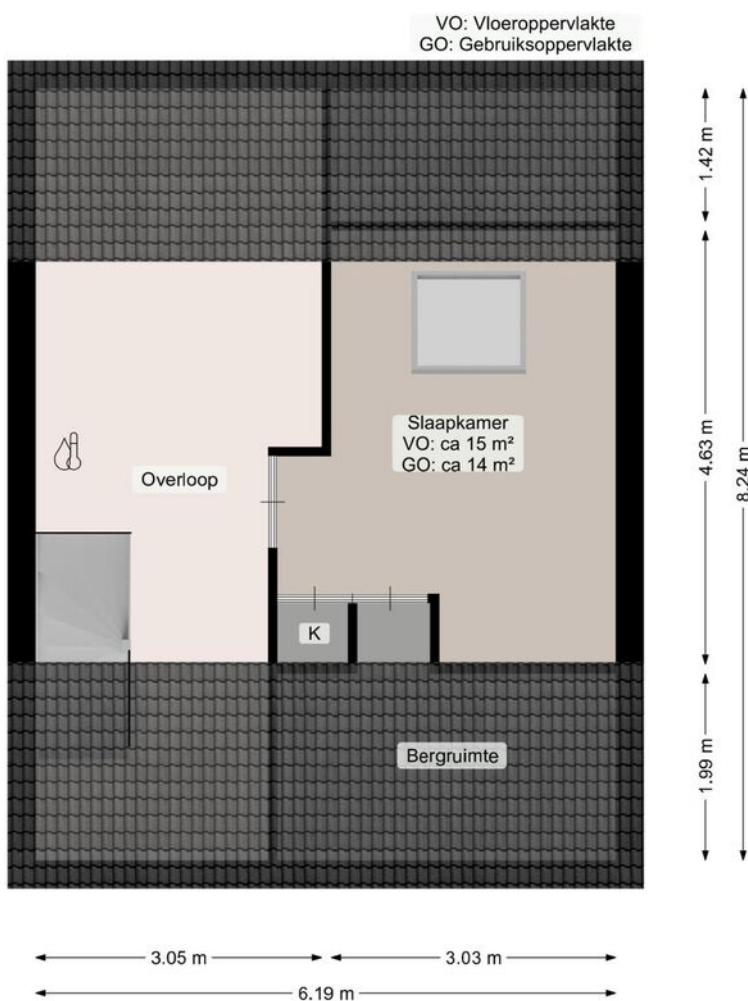 VO: Vloeroppervlakte
GO: Gebruiksoppervlakte
1.42 m
Slaapkamer
VO: ca 15 m²
GO: ca 14 m²
4.63 m
8.24 m
Overloop
K
Bergruimte
1.99 m
3.05 m
3.03 m
6.19 m